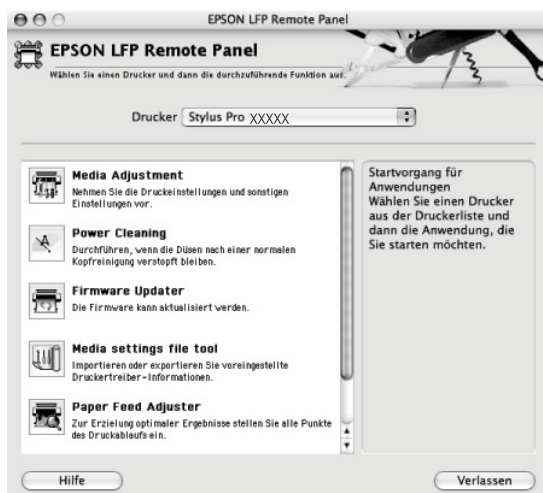 EPSON LFP Remote Panel
EPSON LFP Remote Panel
Wählen Sie einen Drucker und dann die durchzuführende Funktion aus.
Drucker Stylus Pro XXXXX
Media Adjustment
Nehmen Sie die Druckeinstellungen und sonstigen
Einstellungen vor.
Power Cleaning
Durchführen, wenn die Düsen nach einer normalen
Kopfreinigung verstopft bleiben.
Firmware Updater
Die Firmware kann aktualisiert werden.
Media settings file tool
Importieren oder exportieren Sie voreingestellte
Druckertreiber-Informationen.
Paper Feed Adjuster
Zur Erzielung optimaler Ergebnisse stellen Sie alle Punkte
des Druckablaufs ein.
Startvorgang für
Anwendungen
Wählen Sie einen Drucker
aus der Druckerliste und
dann die Anwendung, die
Sie starten möchten.
Hilfe
Verlassen